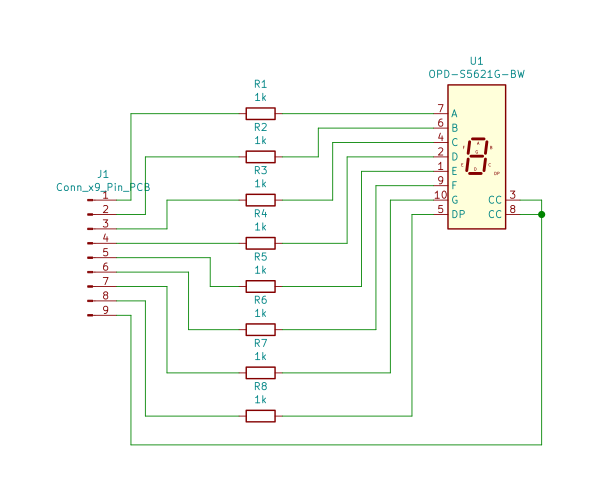 U1
OPD-S5621G-BW
R1
1k
R2
1k
R3
1k
R4
1k
R5
1k
R6
1k
R7
1k
R8
1k
J1
Conn_x9_Pin_PCB
1
2
3
4
5
6
7
8
9
7 A
6 B
4 C
2 D
1 E
9 F
10 G
5 DP
CC 3
CC 8
A
F B
G
E C
D
DP